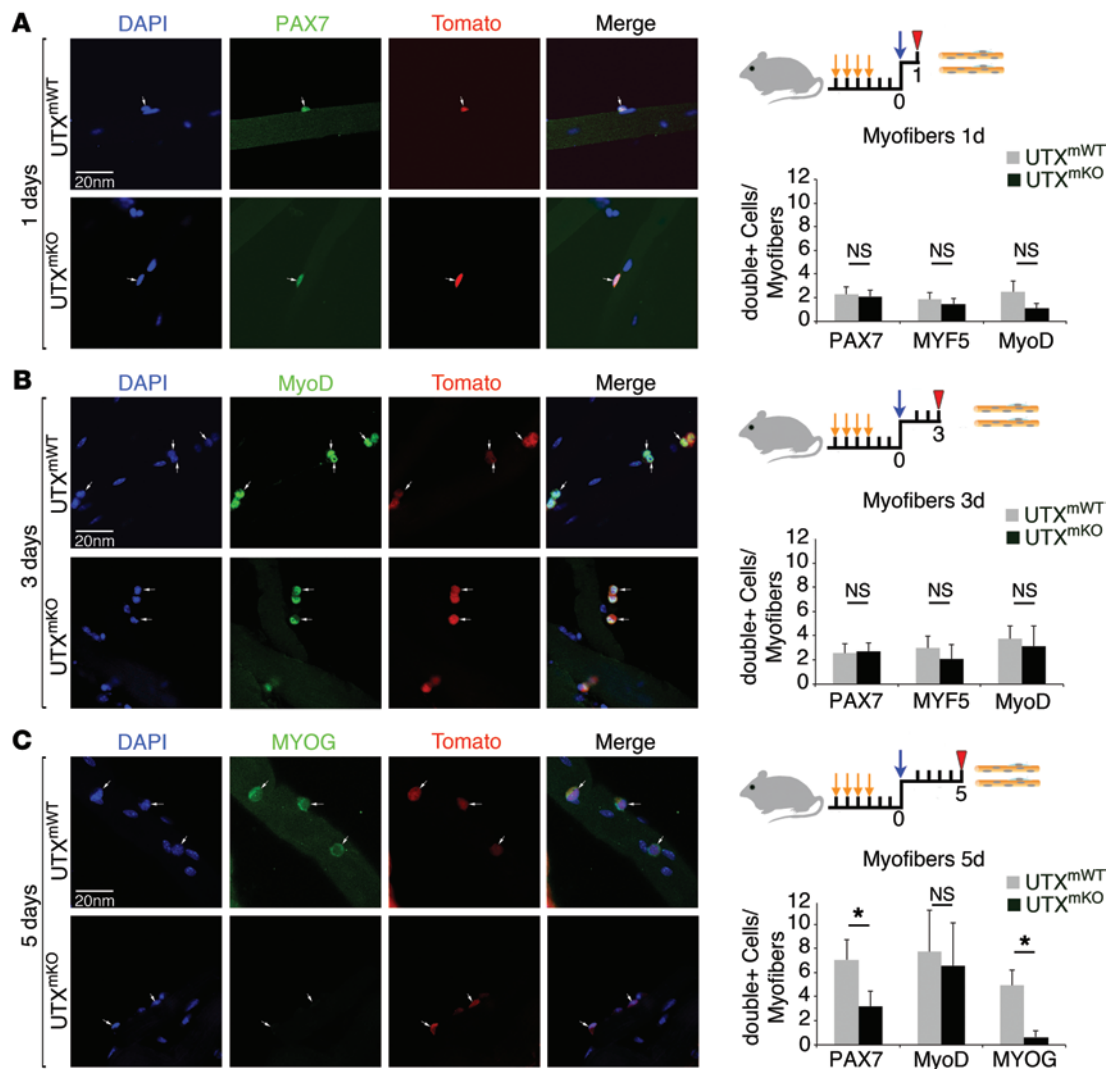 A
DAPI
PAX7
Tomato
Merge
1 days
UTXmWT
20nm
UTXmKO
0
1
Myofibers 1d
UTXmWT
UTXmKO
double+ Cells/
Myofibers
12
10
8
6
4
2
0
NS
NS
NS
PAX7
MYF5
MyoD
B
DAPI
MyoD
Tomato
Merge
3 days
UTXmWT
20nm
UTXmKO
0
3
Myofibers 3d
UTXmWT
UTXmKO
double+ Cells/
Myofibers
12
10
8
6
4
2
0
NS
NS
NS
PAX7
MYF5
MyoD
C
DAPI
MYOG
Tomato
Merge
5 days
UTXmWT
20nm
UTXmKO
0
5
Myofibers 5d
UTXmWT
UTXmKO
double+ Cells/
Myofibers
12
10
8
6
4
2
0
*
NS
*
PAX7
MyoD
MYOG